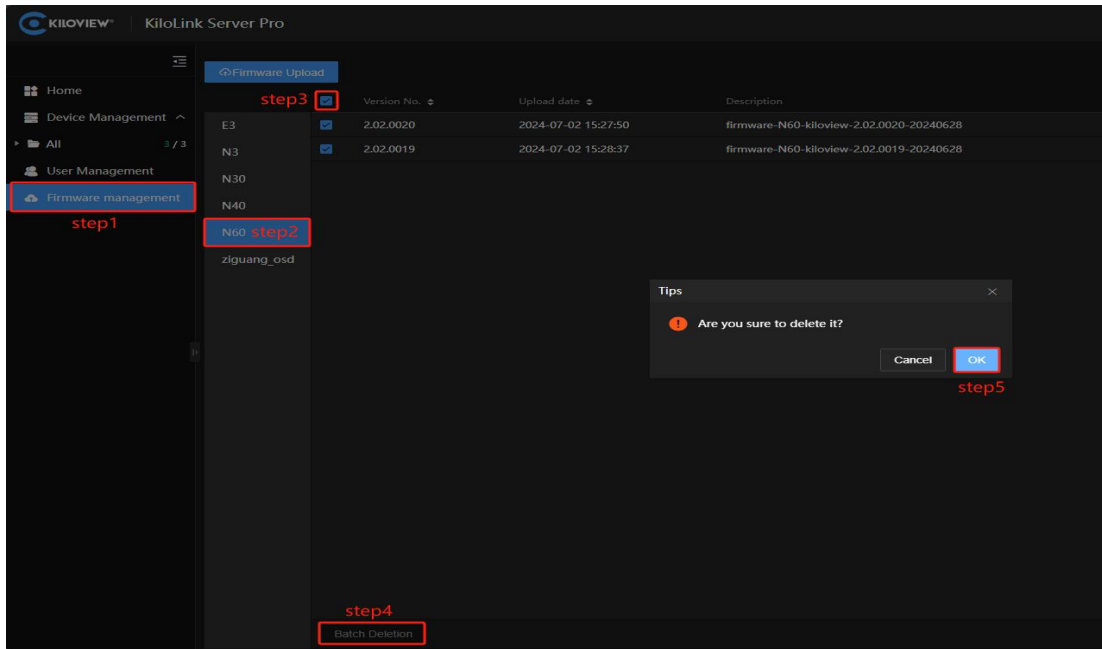 KILOVIEW® KiloLink Server Pro
Firmware Upload
Home
step3 Version No. Upload date Description
Device Management
E3 2.02.0020 2024-07-02 15:27:50 firmware-N60-kiloview-2.02.0020-20240628
All 3 / 3
N3 2.02.0019 2024-07-02 15:28:37 firmware-N60-kiloview-2.02.0019-20240628
User Management
N30
Firmware management
N40
step1
N60 step2
ziguang_osd
Tips
Are you sure to delete it?
Cancel OK
step5
step4
Batch Deletion